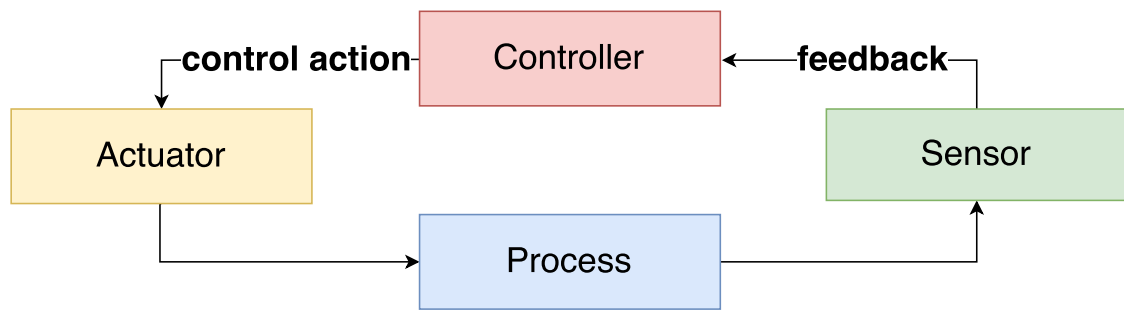 control action
Controller
feedback
Actuator
Sensor
Process